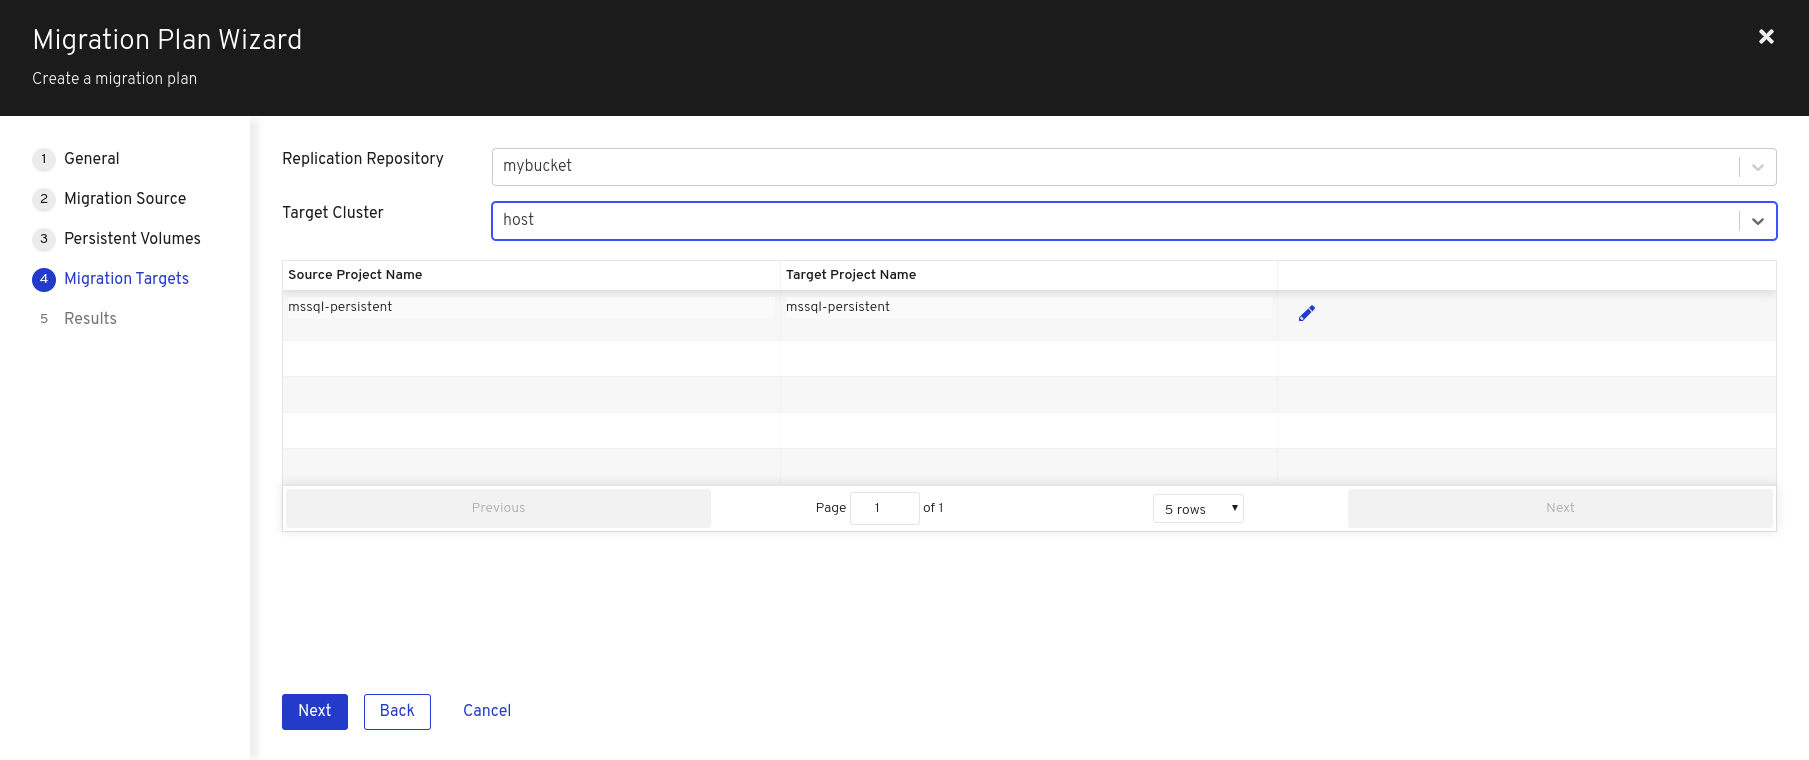 Migration Plan Wizard
Create a migration plan
1 General
2 Migration Source
3 Persistent Volumes
4 Migration Targets
5 Results
Replication Repository mybucket
Target Cluster host
Source Project Name Target Project Name
mssql-persistent mssql-persistent
Previous Page 1 of 1 5 rows Next
Next Back Cancel